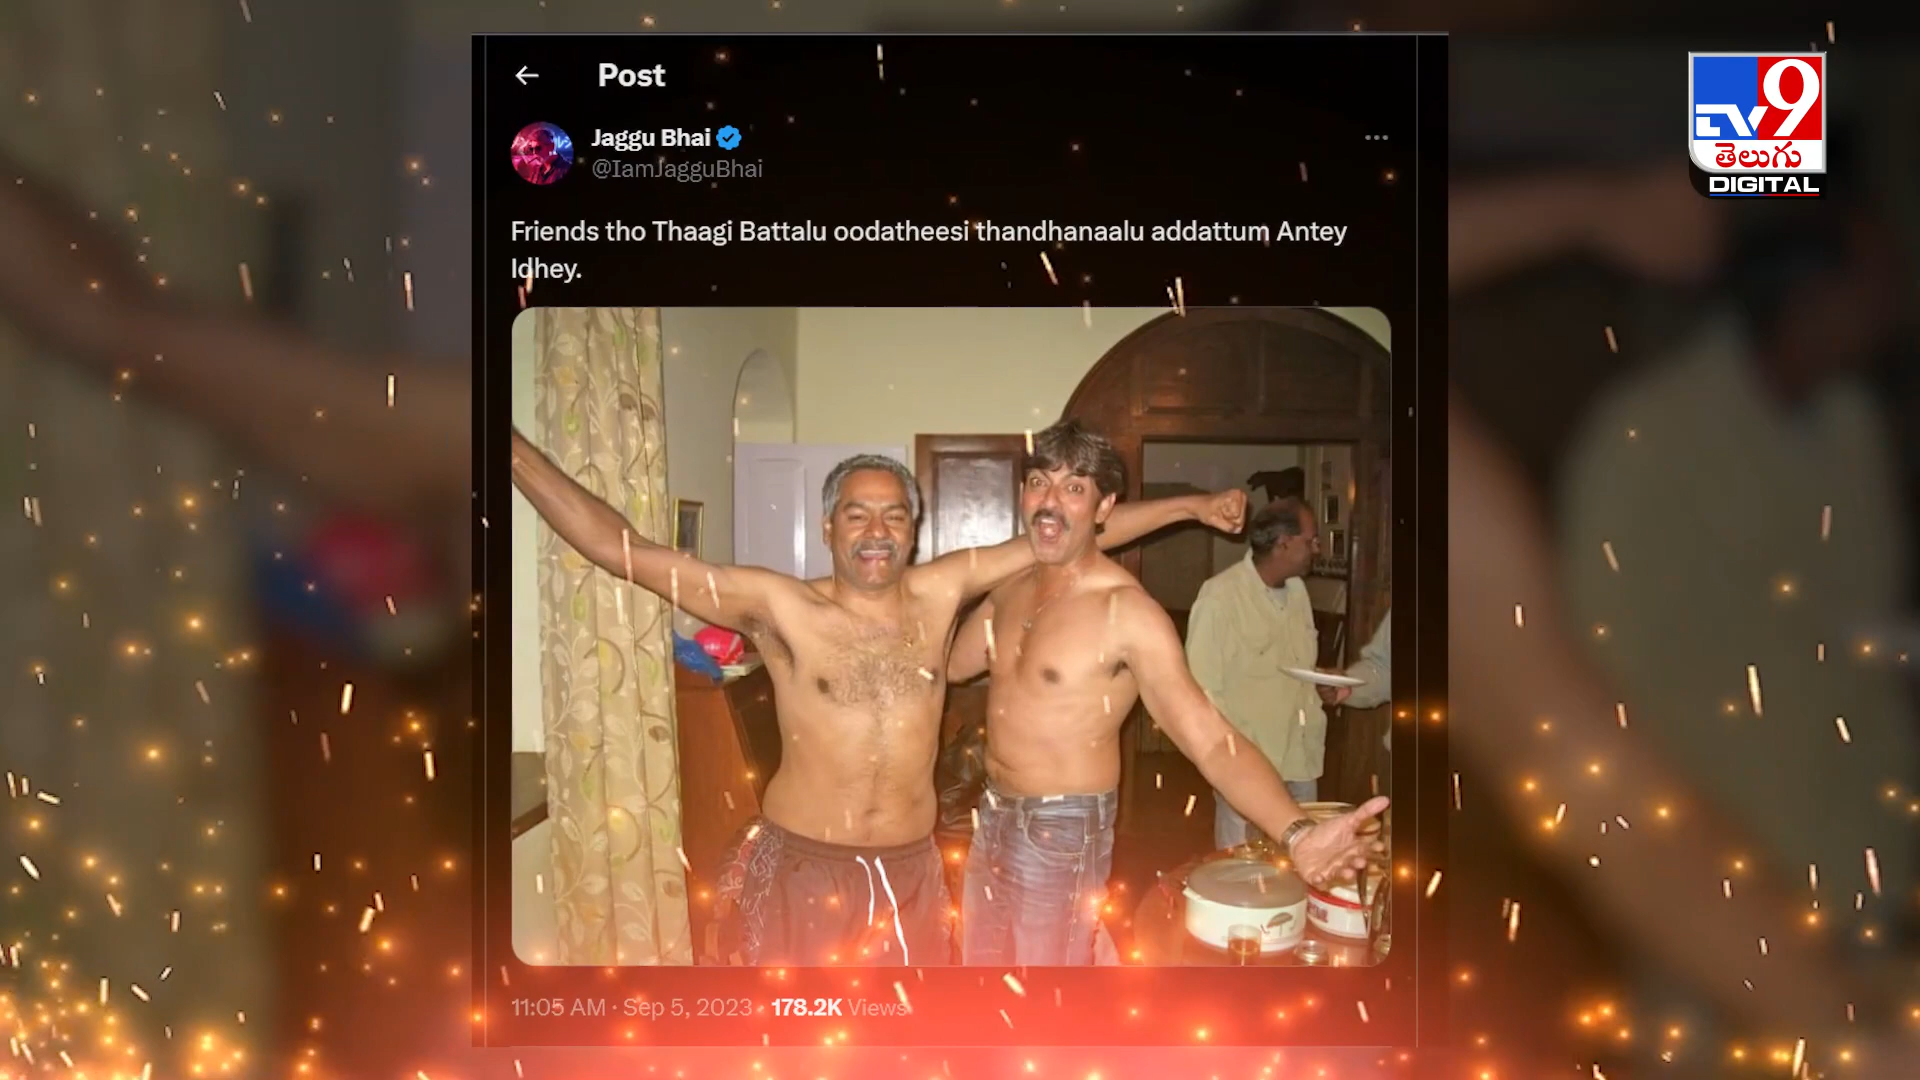 Post
Jaggu Bhai
@IamJagguBhai
Friends tho Thaagi Battalu oodatheesi thandhanaalu addattum Antey
Idhey.
11:05 AM · Sep 5, 2023 · 178.2K Views
TV9
తెలుగు
DIGITAL